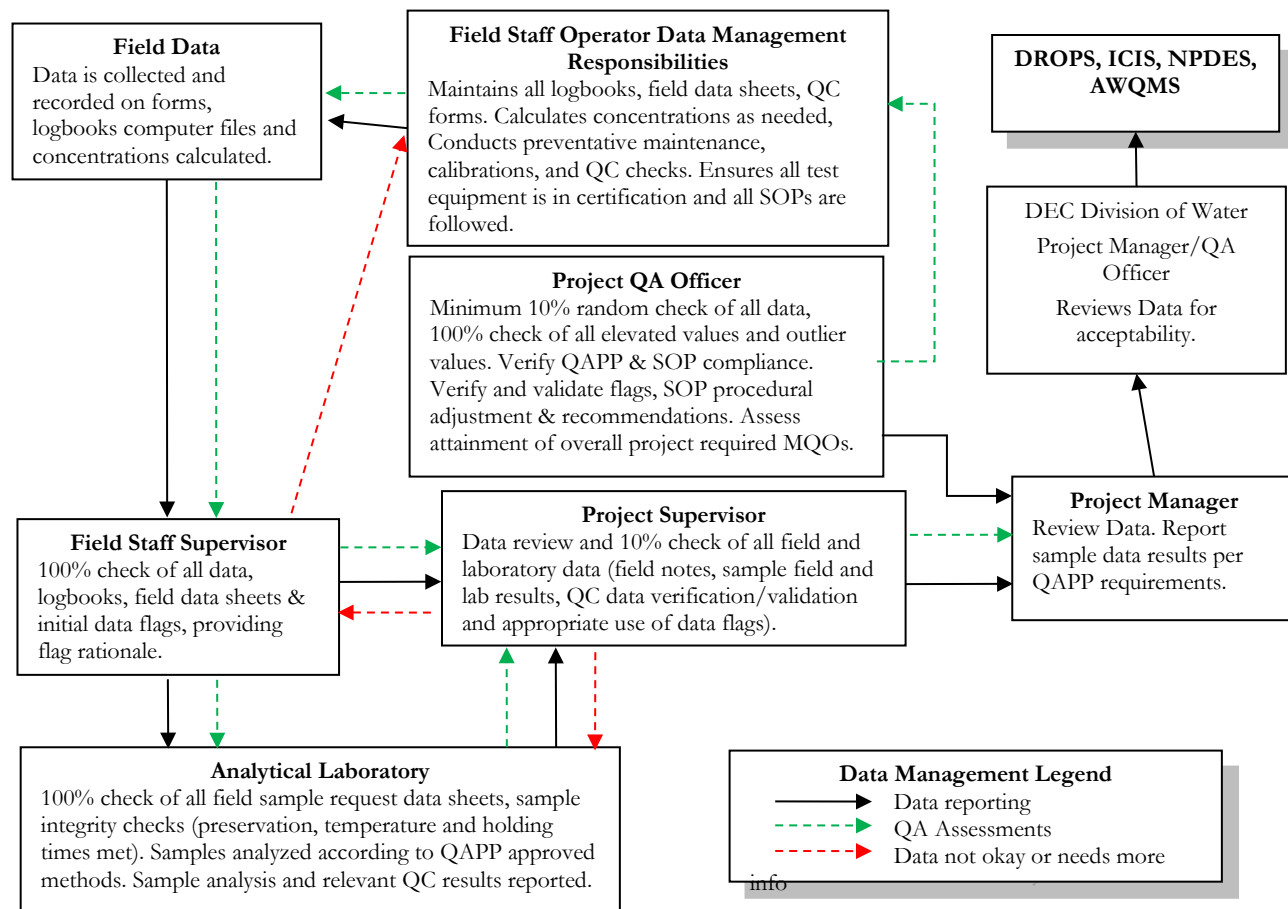 Field Data
Data is collected and
recorded on forms,
logbooks computer files and
concentrations calculated.
Field Staff Operator Data Management
Responsibilities
Maintains all logbooks, field data sheets, QC
forms. Calculates concentrations as needed,
Conducts preventative maintenance,
calibrations, and QC checks. Ensures all test
equipment is in certification and all SOPs are
followed.
DROPS, ICIS, NPDES,
AWQMS
DEC Division of Water
Project Manager/QA
Officer
Reviews Data for
acceptability.
Project QA Officer
Minimum 10% random check of all data,
100% check of all elevated values and outlier
values. Verify QAPP & SOP compliance.
Verify and validate flags, SOP procedural
adjustment & recommendations. Assess
attainment of overall project required MQOs.
Field Staff Supervisor
100% check of all data,
logbooks, field data sheets &
initial data flags, providing
flag rationale.
Project Supervisor
Data review and 10% check of all field and
laboratory data (field notes, sample field and
lab results, QC data verification/validation
and appropriate use of data flags).
Project Manager
Review Data. Report
sample data results per
QAPP requirements.
Analytical Laboratory
100% check of all field sample request data sheets, sample
integrity checks (preservation, temperature and holding
times met). Samples analyzed according to QAPP approved
methods. Sample analysis and relevant QC results reported.
Data Management Legend
Data reporting
QA Assessments
Data not okay or needs more
info